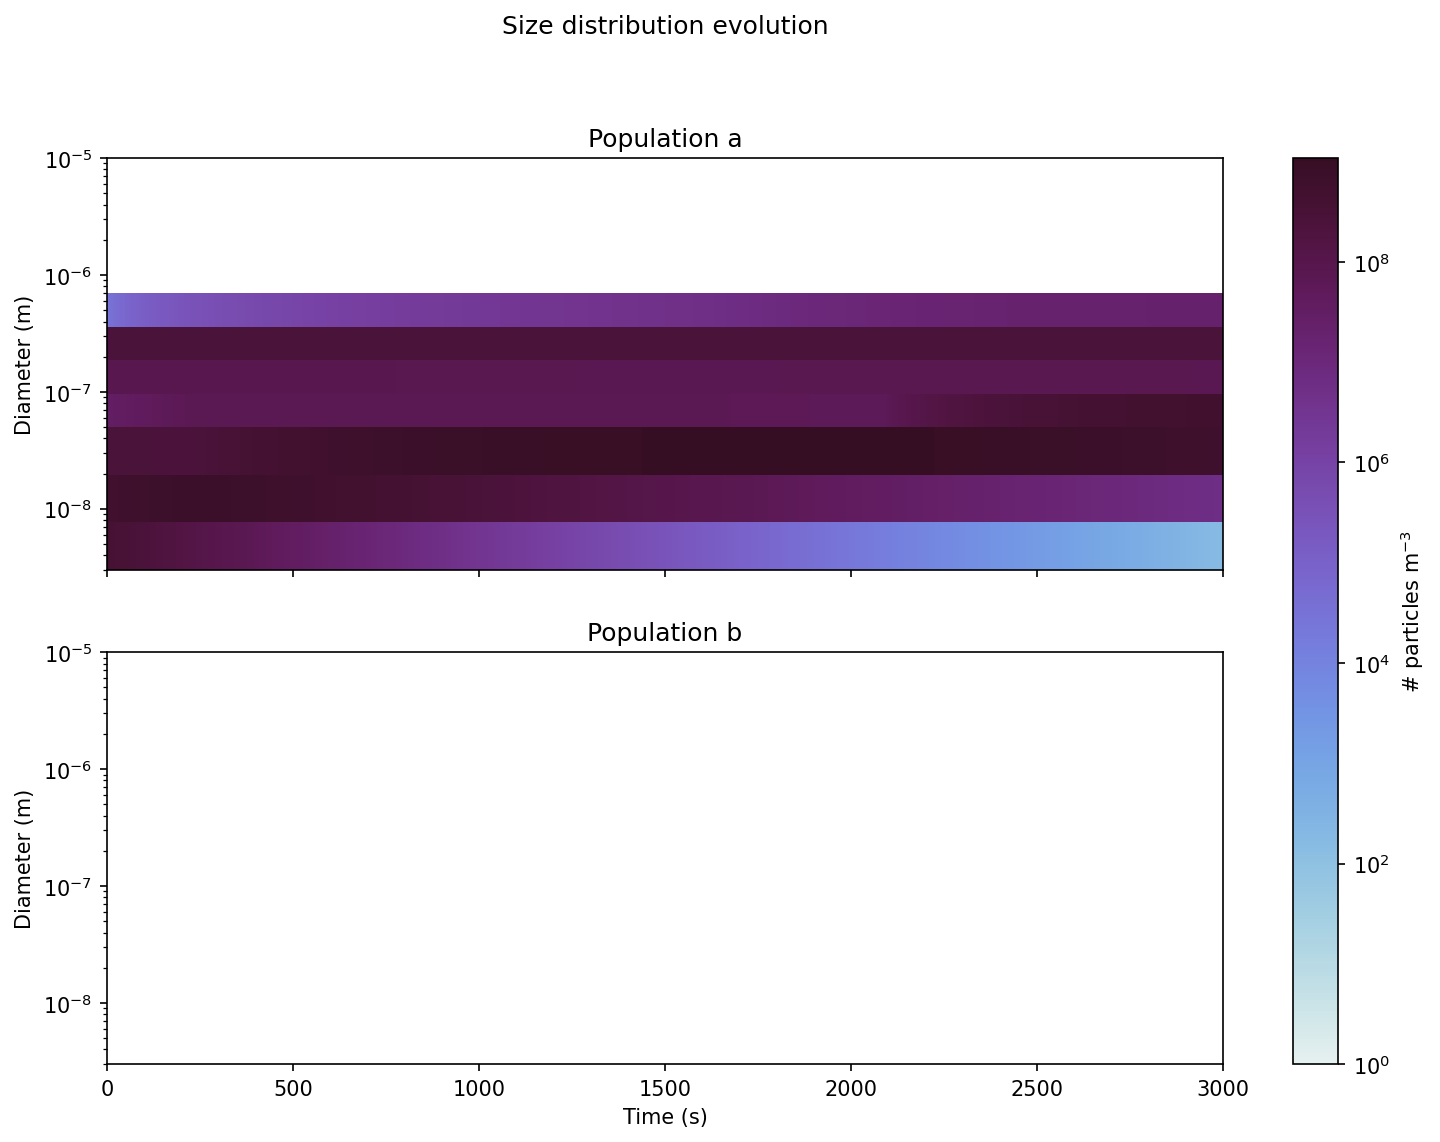 Size distribution evolution
Population a
10⁻⁵
10⁻⁶
10⁻⁷
10⁻⁸
Diameter (m)
Population b
10⁻⁵
10⁻⁶
10⁻⁷
10⁻⁸
Diameter (m)
0 500 1000 1500 2000 2500 3000
Time (s)
10⁸
10⁶
10⁴
10²
10⁰
# particles m⁻³